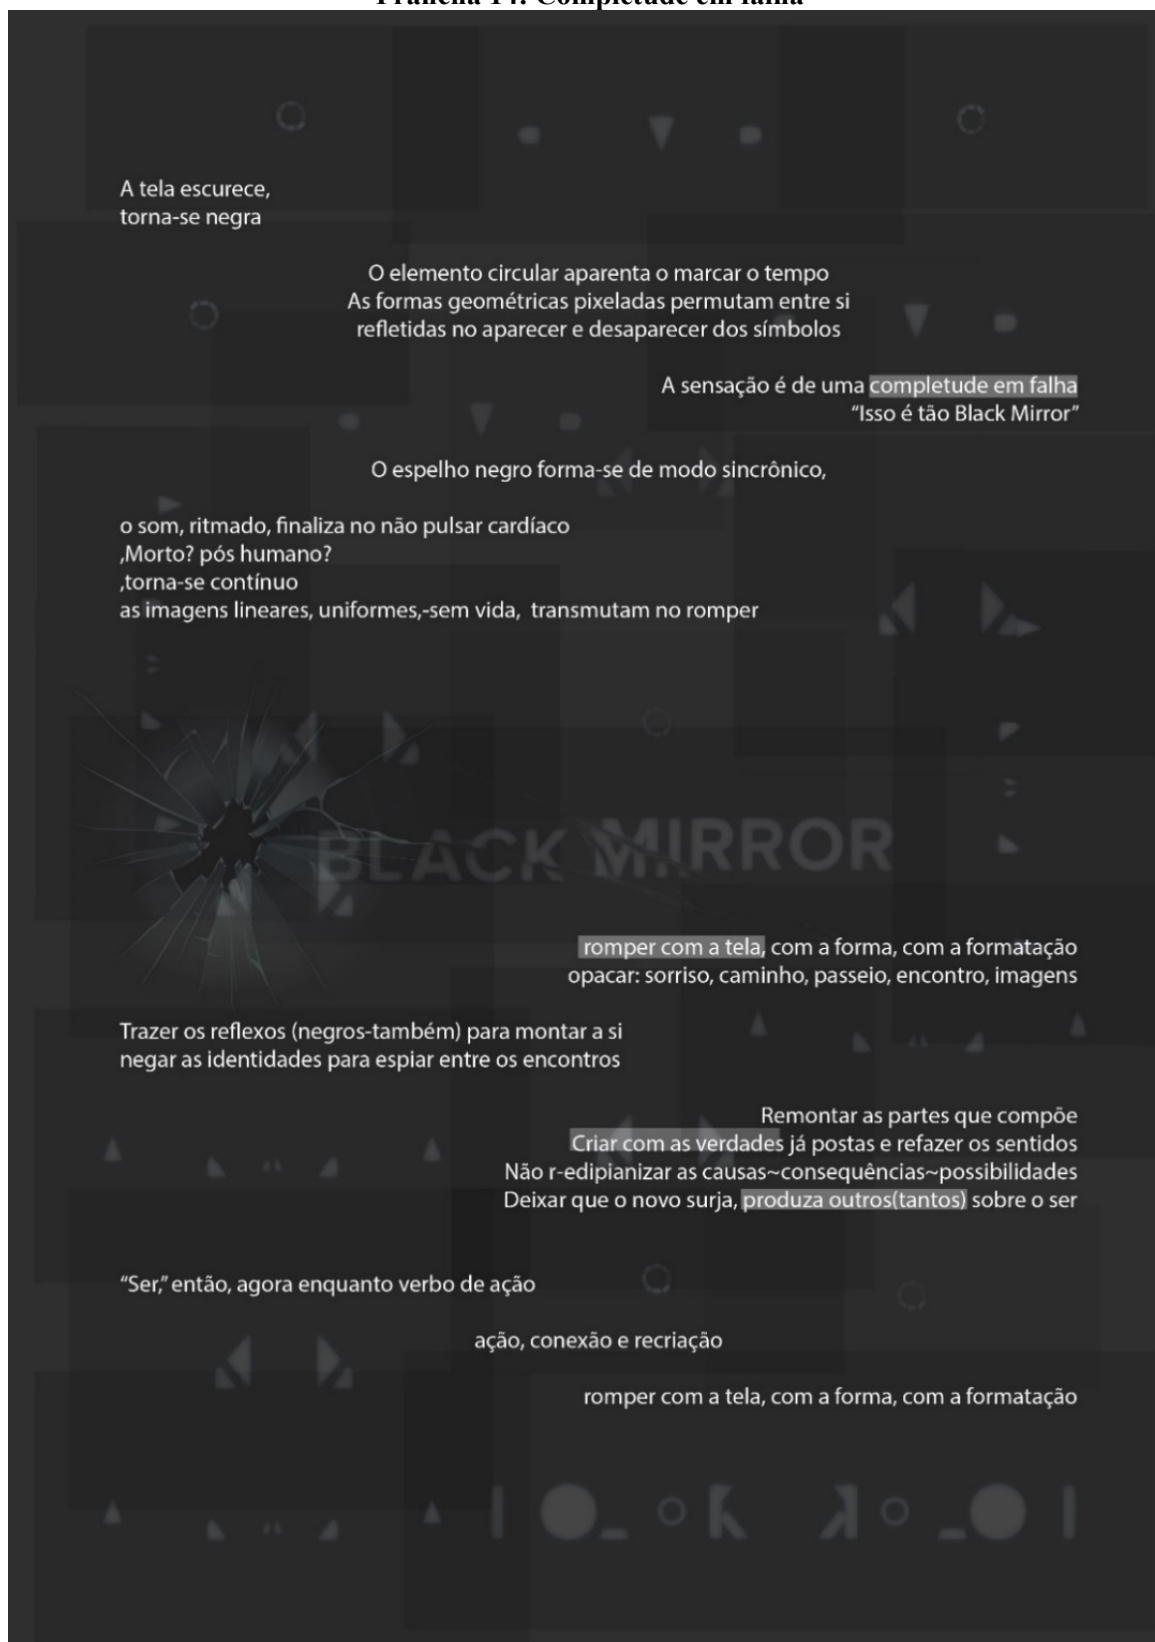 Prancha 14: Completude em falha
A tela escurece,
torna-se negra
O elemento circular aparenta o marcar o tempo
As formas geométricas pixeladas permutam entre si
refletidas no aparecer e desaparecer dos símbolos
A sensação é de uma completude em falha
“Isso é tão Black Mirror”
O espelho negro forma-se de modo sincrônico,
o som, ritmado, finaliza no não pulsar cardíaco
,Morto? pós humano?
,torna-se contínuo
as imagens lineares, uniformes,-sem vida, transmutam no romper
BLACK MIRROR
romper com a tela, com a forma, com a formatação
opacar: sorriso, caminho, passeio, encontro, imagens
Trazer os reflexos (negros-também) para montar a si
negar as identidades para espiar entre os encontros
Remontar as partes que compõe
Criar com as verdades já postas e refazer os sentidos
Não r-edipianizar as causas~consequências~possibilidades
Deixar que o novo surja, produza outros(tantos) sobre o ser
“Ser,” então, agora enquanto verbo de ação
ação, conexão e recriação
romper com a tela, com a forma, com a formatação